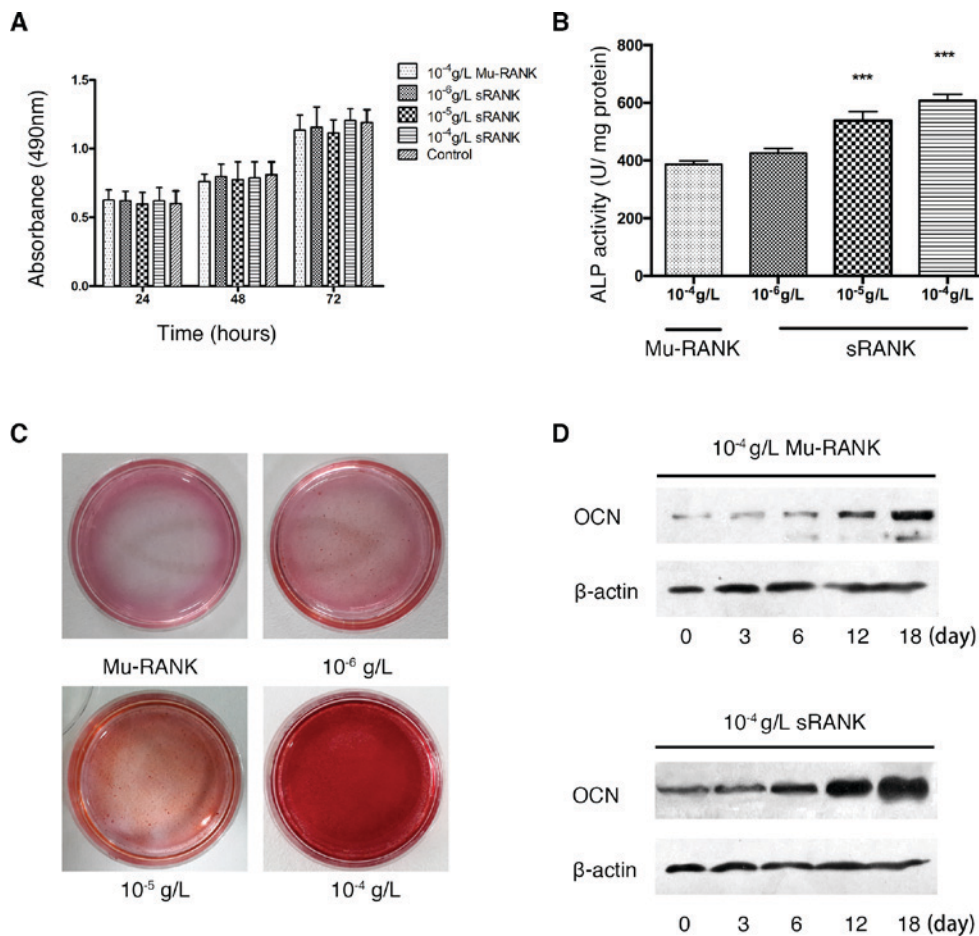 A
Absorbance (490nm)
1.5
1.0
0.5
0.0
24 48 72
Time (hours)
10⁻⁴g/L Mu-RANK
10⁻⁶g/L sRANK
10⁻⁵g/L sRANK
10⁻⁴g/L sRANK
Control
B
ALP activity (U/ mg protein)
800
600
400
200
0
*** ***
10⁻⁴g/L 10⁻⁶g/L 10⁻⁵g/L 10⁻⁴g/L
Mu-RANK sRANK
C
Mu-RANK 10⁻⁶ g/L
10⁻⁵ g/L 10⁻⁴ g/L
D
10⁻⁴ g/L Mu-RANK
OCN
β-actin
0 3 6 12 18 (day)
10⁻⁴ g/L sRANK
OCN
β-actin
0 3 6 12 18 (day)